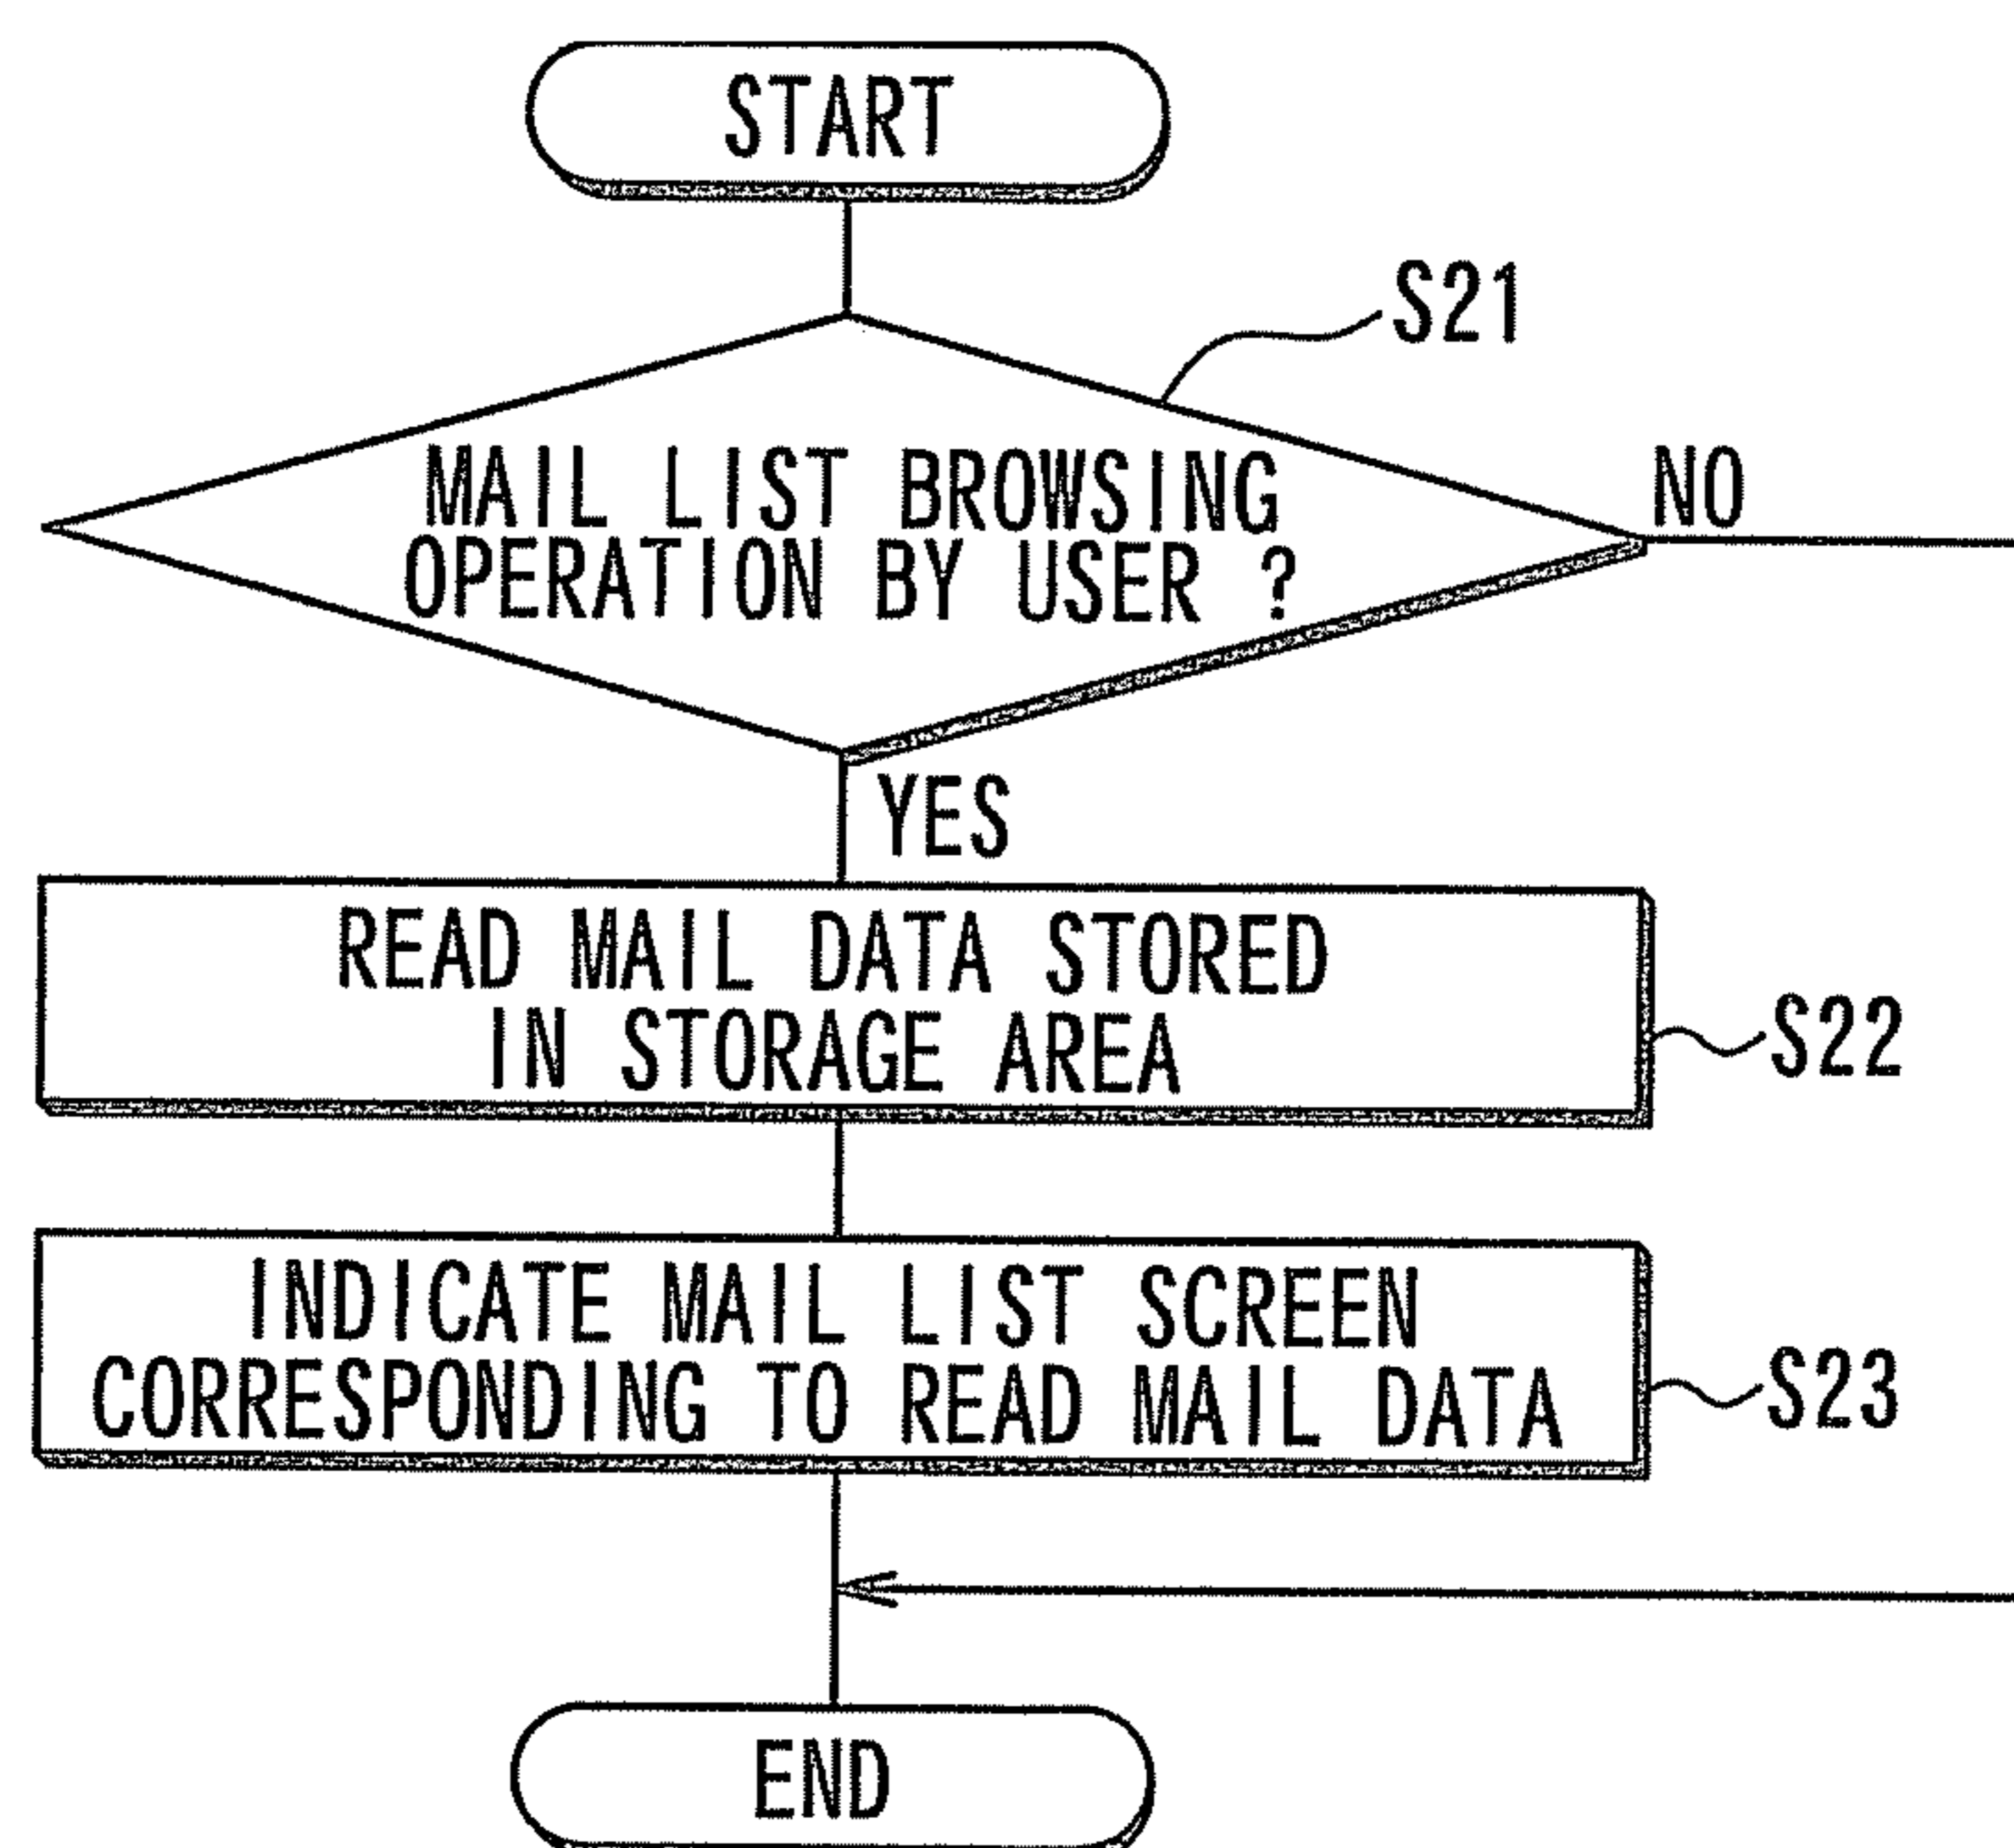 START
S21
MAIL LIST BROWSING
OPERATION BY USER ?
NO
YES
READ MAIL DATA STORED
IN STORAGE AREA
S22
INDICATE MAIL LIST SCREEN
CORRESPONDING TO READ MAIL DATA
S23
END